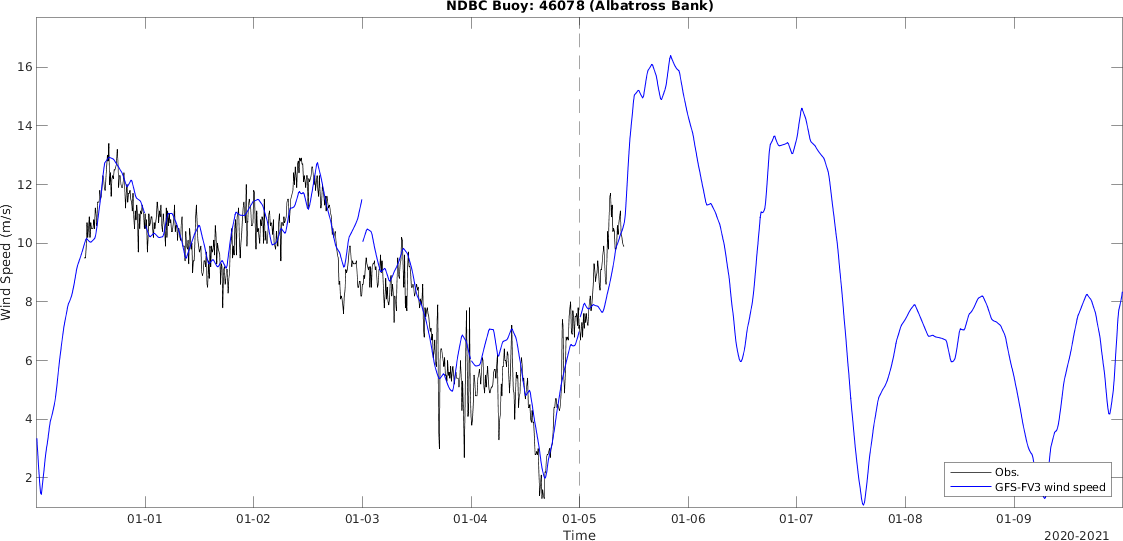 NDBC Buoy: 46078 (Albatross Bank)
16
14
12
10
8
6
4
2
Wind Speed (m/s)
Obs.
GFS-FV3 wind speed
01-01 01-02 01-03 01-04 01-05 01-06 01-07 01-08 01-09
Time
2020-2021